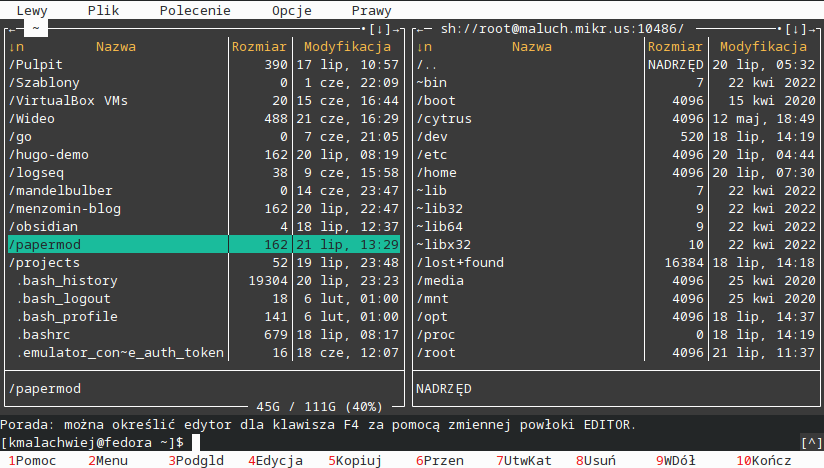 Lewy Plik Polecenie Opcje Prawy
← ~ •[↓]→ ← sh://root@maluch.mikr.us:10486/ •[↓]→
↓n Nazwa Rozmiar Modyfikacja ↓n Nazwa Rozmiar Modyfikacja
/Pulpit 390 17 lip, 10:57 /.. NADRZĘD 20 lip, 05:32
/Szablony 0 1 cze, 22:09 ~bin 7 22 kwi 2022
/VirtualBox VMs 20 15 cze, 16:44 /boot 4096 15 kwi 2020
/Wideo 488 21 cze, 16:29 /cytrus 4096 12 maj, 18:49
/go 0 7 cze, 21:05 /dev 520 18 lip, 14:19
/hugo-demo 162 20 lip, 08:19 /etc 4096 20 lip, 04:44
/logseq 38 9 cze, 15:58 /home 4096 20 lip, 07:30
/mandelbulber 0 14 cze, 23:47 ~lib 7 22 kwi 2022
/menzomin-blog 162 20 lip, 22:47 ~lib32 9 22 kwi 2022
/obsidian 4 18 lip, 12:37 ~lib64 9 22 kwi 2022
/papermod 162 21 lip, 13:29 ~libx32 10 22 kwi 2022
/projects 52 19 lip, 23:48 /lost+found 16384 18 lip, 14:18
.bash_history 19304 20 lip, 23:23 /media 4096 25 kwi 2020
.bash_logout 18 6 lut, 01:00 /mnt 4096 25 kwi 2020
.bash_profile 141 6 lut, 01:00 /opt 4096 18 lip, 14:37
.bashrc 679 18 lip, 08:17 /proc 0 18 lip, 14:19
.emulator_con~e_auth_token 16 18 cze, 12:07 /root 4096 21 lip, 11:37
/papermod NADRZĘD
45G / 111G (40%)
Porada: można określić edytor dla klawisza F4 za pomocą zmiennej powłoki EDITOR.
[kmalachwiej@fedora ~]$ [^]
1Pomoc 2Menu 3Podgld 4Edycja 5Kopiuj 6Przen 7UtwKat 8Usuń 9WDół 10Kończ